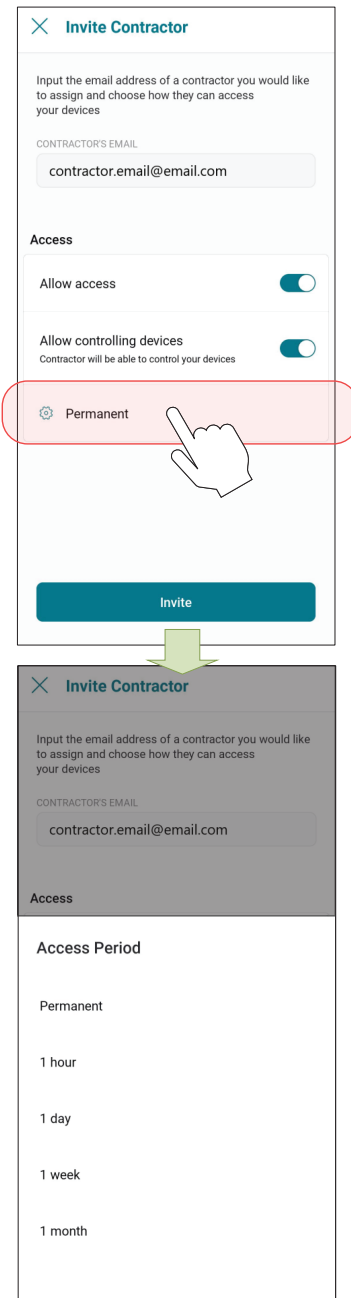 Invite Contractor
Input the email address of a contractor you would like
to assign and choose how they can access
your devices
CONTRACTOR'S EMAIL
contractor.email@email.com
Access
Allow access
Allow controlling devices
Contractor will be able to control your devices
Permanent
Invite
Invite Contractor
Input the email address of a contractor you would like
to assign and choose how they can access
your devices
CONTRACTOR'S EMAIL
contractor.email@email.com
Access
Access Period
Permanent
1 hour
1 day
1 week
1 month